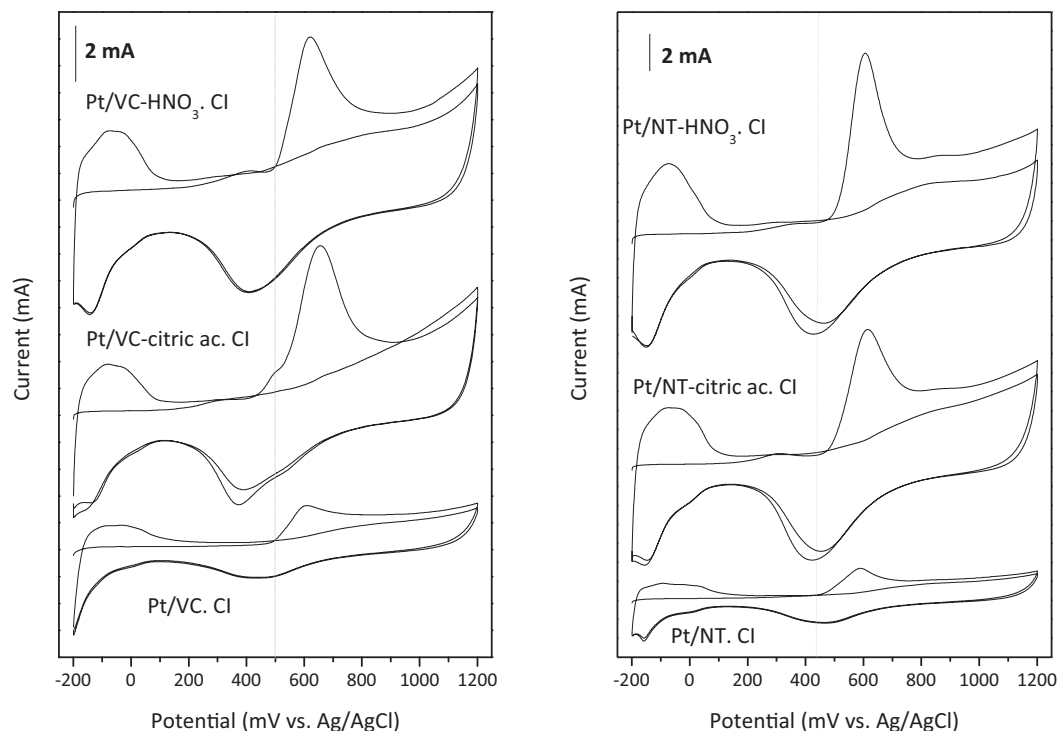 2 mA
Pt/VC-HNO₃. CI
Pt/VC-citric ac. CI
Pt/VC. CI
Current (mA)
-200 0 200 400 600 800 1000 1200
Potential (mV vs. Ag/AgCl)
2 mA
Pt/NT-HNO₃. CI
Pt/NT-citric ac. CI
Pt/NT. CI
Current (mA)
-200 0 200 400 600 800 1000 1200
Potential (mV vs. Ag/AgCl)